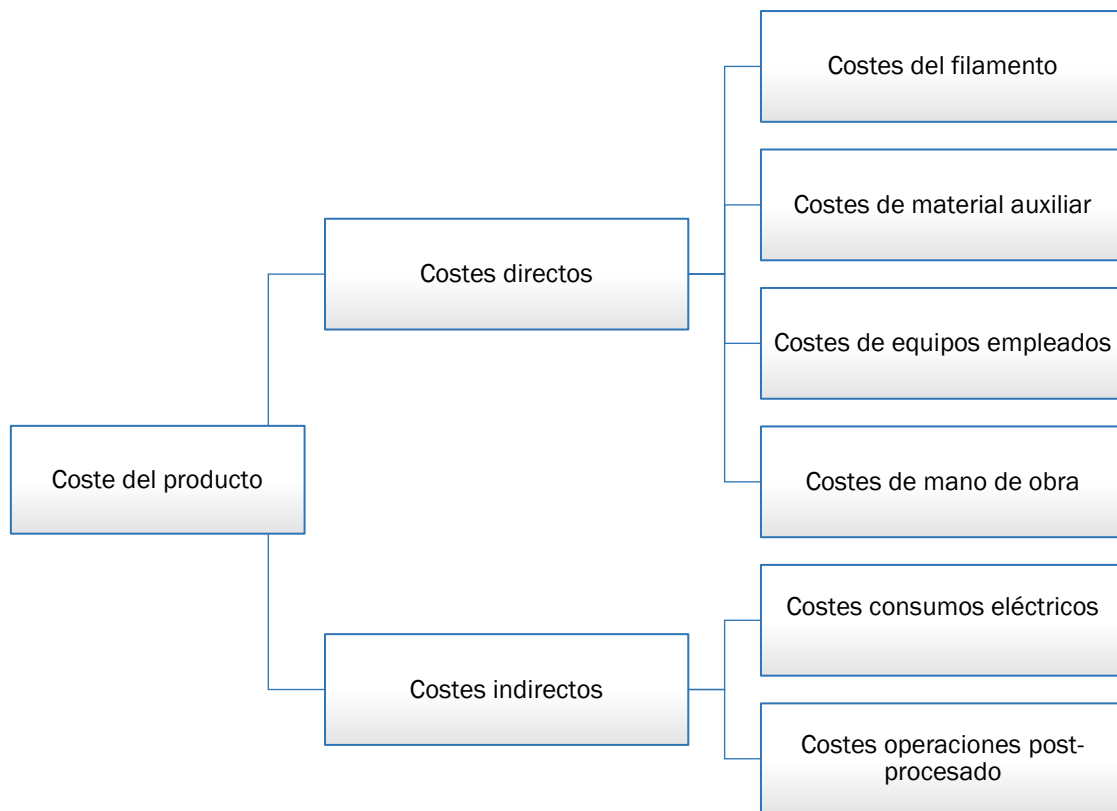 Costes del filamento
Costes de material auxiliar
Costes directos
Costes de equipos empleados
Coste del producto
Costes de mano de obra
Costes consumos eléctricos
Costes indirectos
Costes operaciones post-
procesado